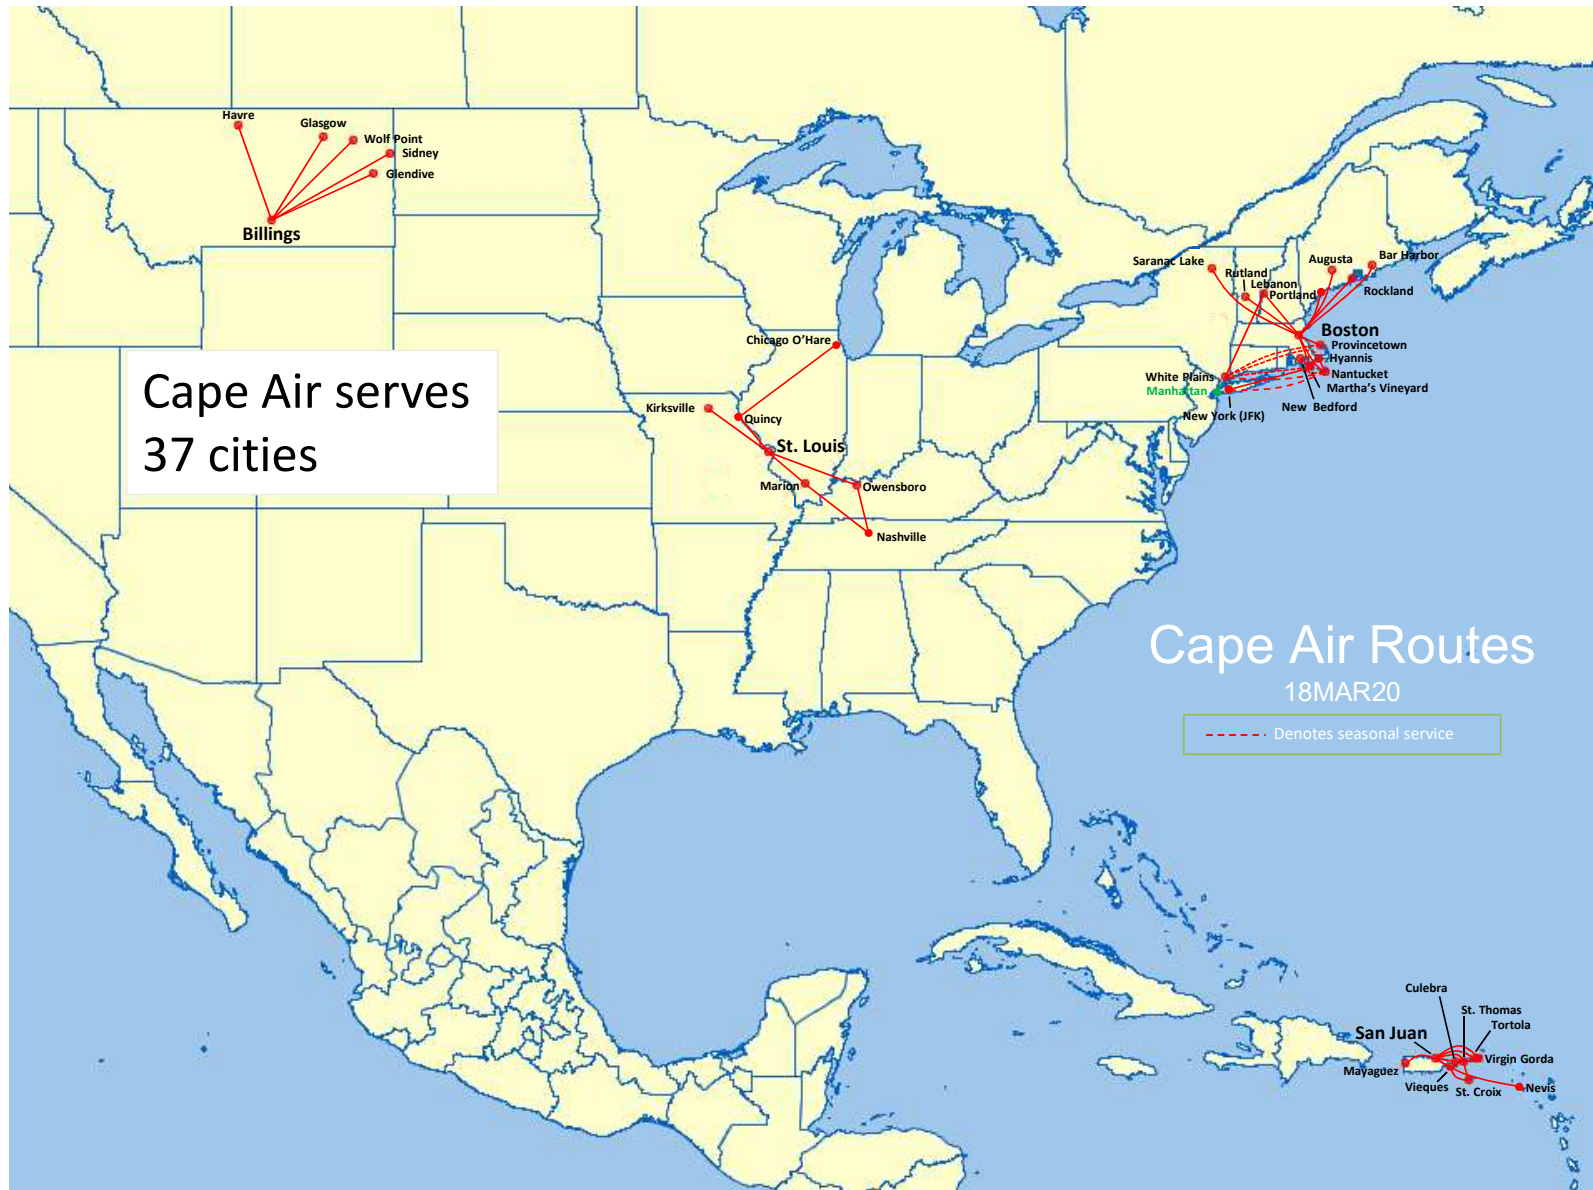 Havre
Glasgow
Wolf Point
Sidney
Glendive
Billings
Saranac Lake
Rutland
Lebanon
Portland
Augusta
Bar Harbor
Rockland
Boston
Provincetown
Hyannis
Nantucket
Martha's Vineyard
New Bedford
White Plains
Manhattan
New York (JFK)
Chicago O'Hare
Cape Air serves
37 cities
Kirksville
Quincy
St. Louis
Marion
Owensboro
Nashville
Cape Air Routes
18MAR20
Denotes seasonal service
Culebra
St. Thomas
Tortola
San Juan
Virgin Gorda
Mayaguez
Vieques
St. Croix
Nevis